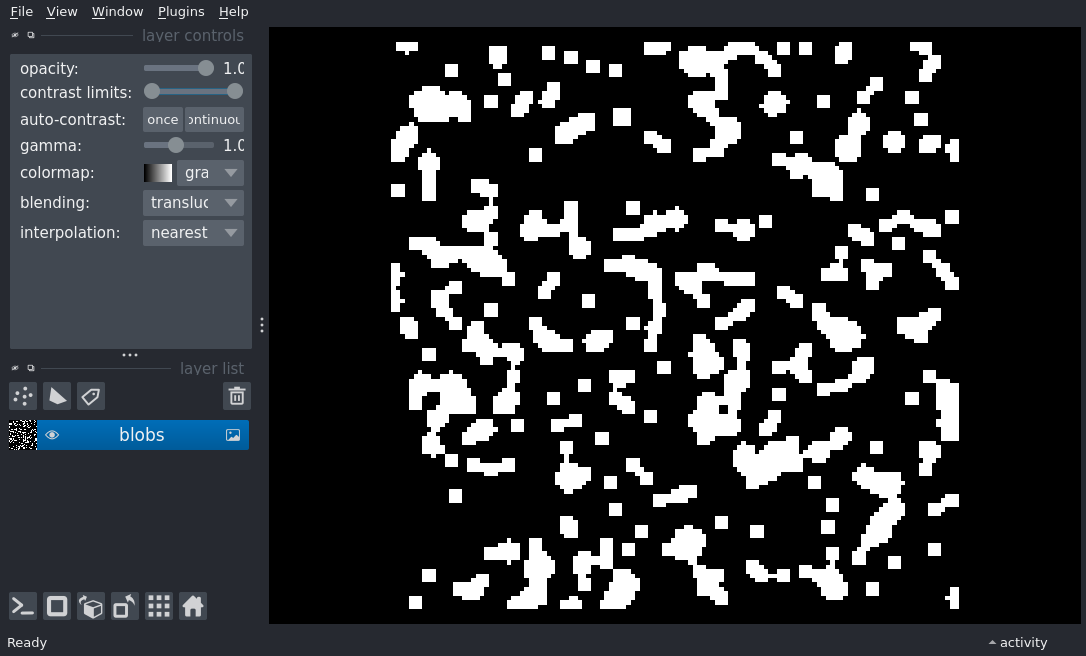 File View Window Plugins Help
layer controls
opacity: 1.0
contrast limits:
auto-contrast: once ontinuou
gamma: 1.0
colormap: gra
blending: transluc
interpolation: nearest
layer list
blobs
Ready activity